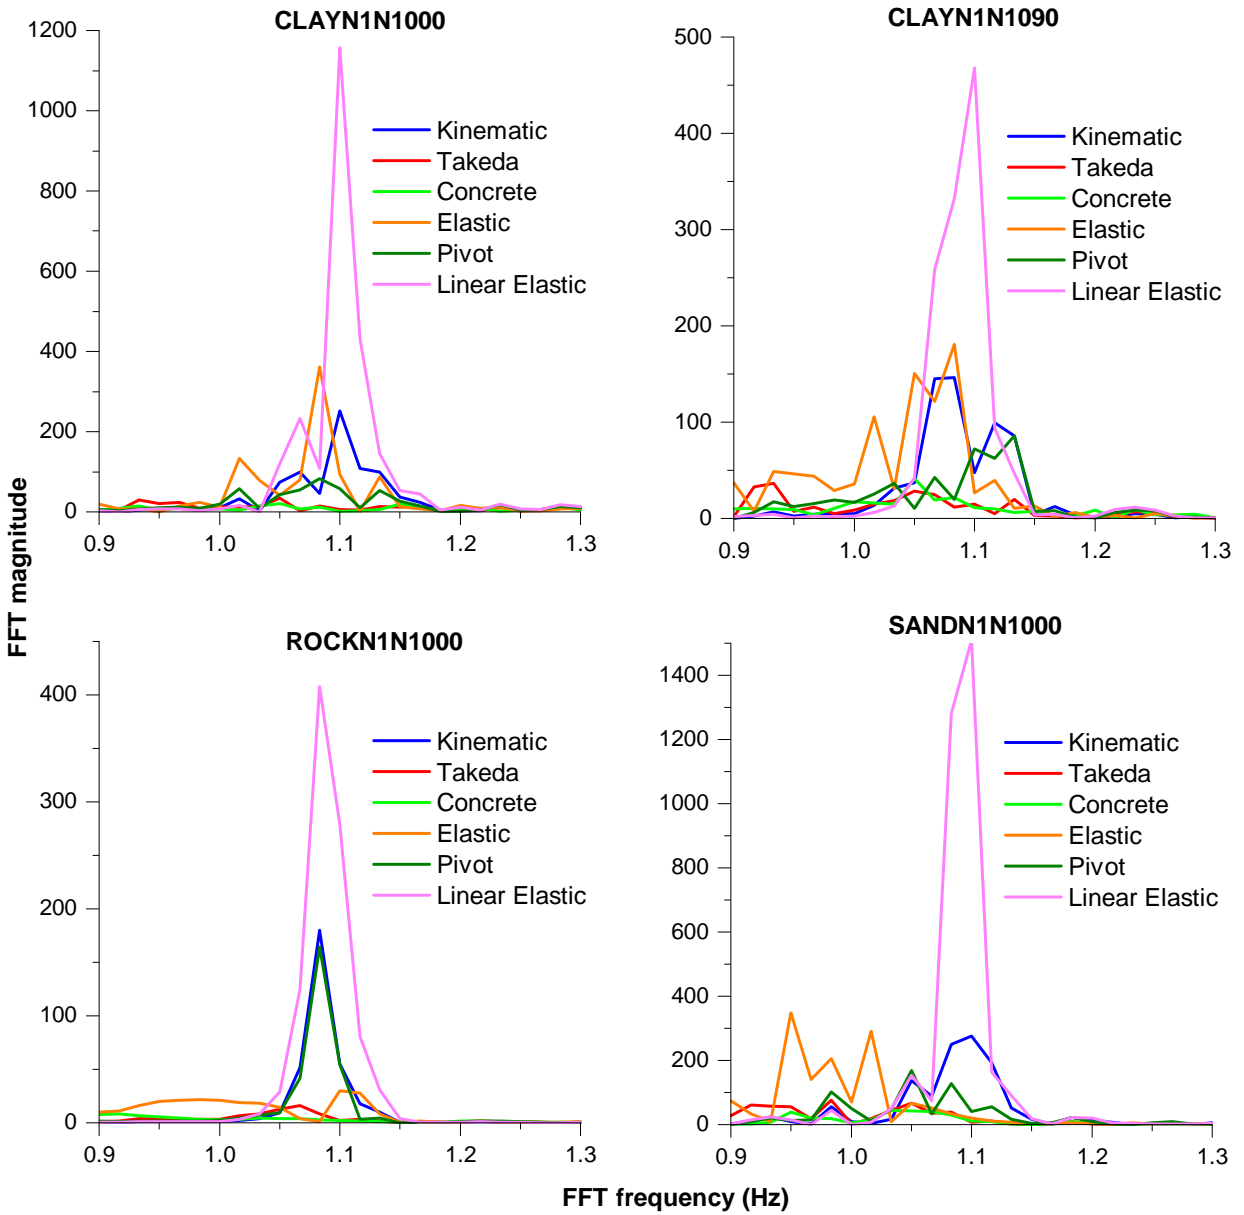 CLAYN1N1000
1200
1000
800
600
400
200
0
0.9 1.0 1.1 1.2 1.3
Kinematic
Takeda
Concrete
Elastic
Pivot
Linear Elastic
CLAYN1N1090
500
400
300
200
100
0
0.9 1.0 1.1 1.2 1.3
Kinematic
Takeda
Concrete
Elastic
Pivot
Linear Elastic
FFT magnitude
ROCKN1N1000
400
300
200
100
0
0.9 1.0 1.1 1.2 1.3
Kinematic
Takeda
Concrete
Elastic
Pivot
Linear Elastic
SANDN1N1000
1400
1200
1000
800
600
400
200
0
0.9 1.0 1.1 1.2 1.3
Kinematic
Takeda
Concrete
Elastic
Pivot
Linear Elastic
FFT frequency (Hz)